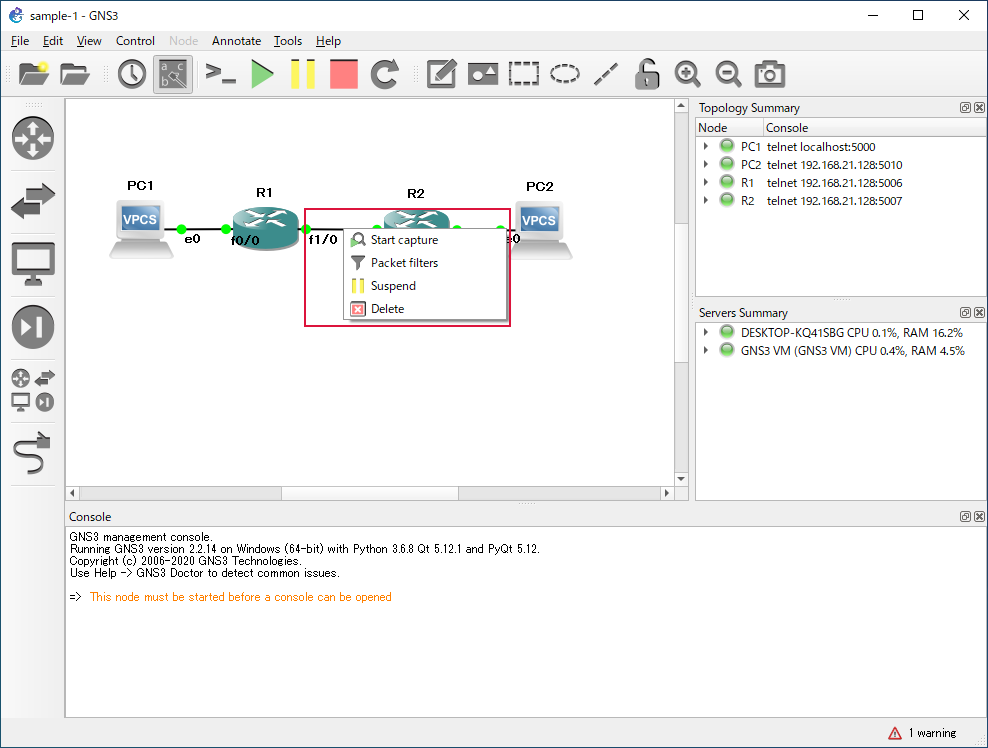 sample-1 - GNS3
File Edit View Control Node Annotate Tools Help
a b c
Topology Summary
Node Console
PC1 telnet localhost:5000
PC2 telnet 192.168.21.128:5010
R1 telnet 192.168.21.128:5006
R2 telnet 192.168.21.128:5007
PC1
R1
R2
PC2
VPCS
VPCS
e0
f0/0
f1/0
e0
Start capture
Packet filters
Suspend
Delete
Servers Summary
DESKTOP-KQ41SBG CPU 0.1%, RAM 16.2%
GNS3 VM (GNS3 VM) CPU 0.4%, RAM 4.5%
Console
GNS3 management console.
Running GNS3 version 2.2.14 on Windows (64-bit) with Python 3.6.8 Qt 5.12.1 and PyQt 5.12.
Copyright (c) 2006-2020 GNS3 Technologies.
Use Help -> GNS3 Doctor to detect common issues.
=> This node must be started before a console can be opened
1 warning